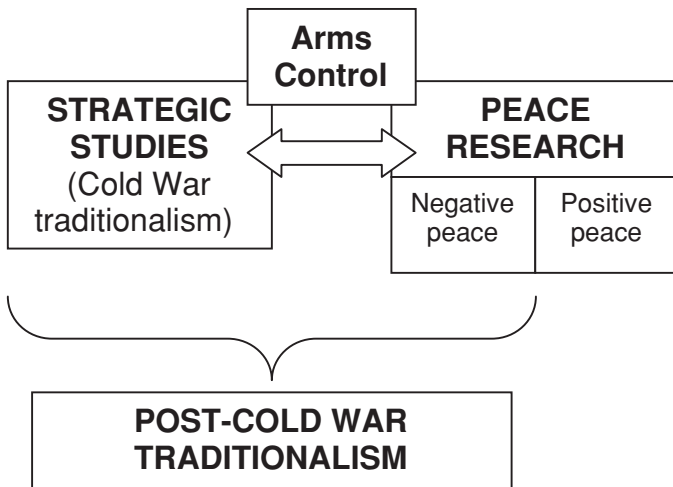 Arms
Control
STRATEGIC
STUDIES
(Cold War
traditionalism)
PEACE
RESEARCH
Negative
peace
Positive
peace
POST-COLD WAR
TRADITIONALISM